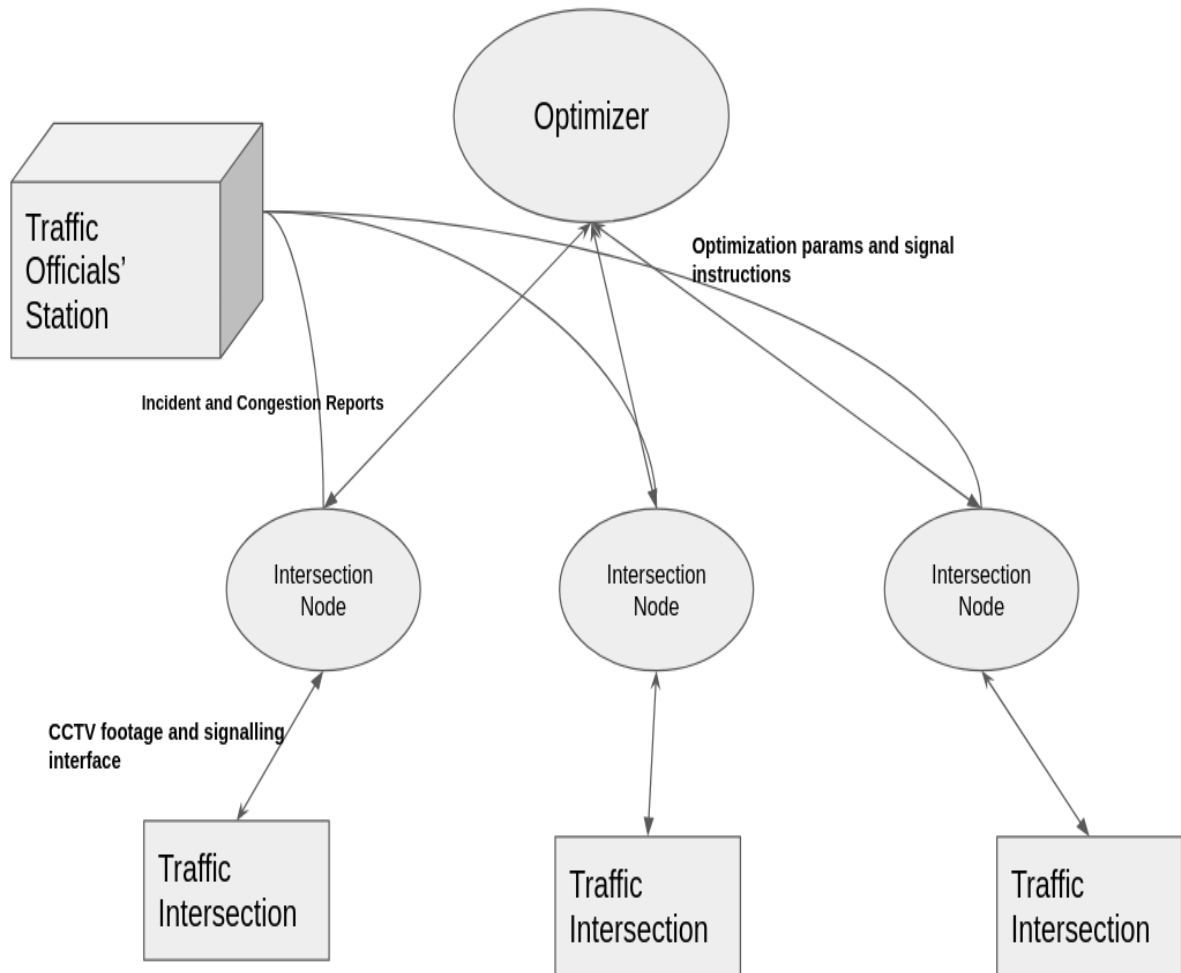 Optimizer
Traffic
Officials’
Station
Optimization params and signal
instructions
Incident and Congestion Reports
Intersection
Node
Intersection
Node
Intersection
Node
CCTV footage and signalling
interface
Traffic
Intersection
Traffic
Intersection
Traffic
Intersection